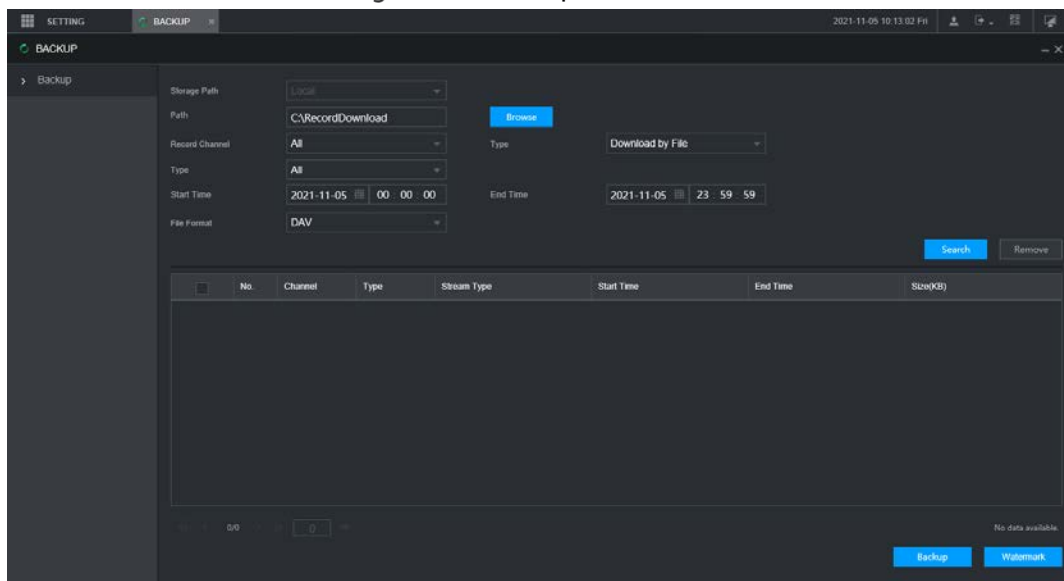 SETTING BACKUP × 2021-11-05 10:13:02 Fri
BACKUP
Backup
Storage Path Local
Path C:\RecordDownload Browse
Record Channel All Type Download by File
Type All
Start Time 2021-11-05 00 : 00 : 00 End Time 2021-11-05 23 : 59 : 59
File Format DAV
Search Remove
No. Channel Type Stream Type Start Time End Time Size(KB)
0/0 0 No data available.
Backup Watermark